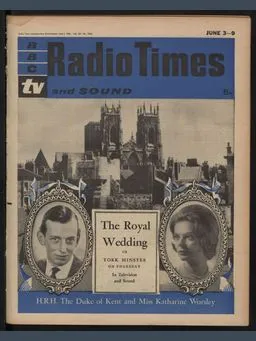 JUNE 3—9
BBC
tv
Radio Times
and SOUND
5D
The Royal
Wedding
IN
YORK MINSTER
ON THURSDAY
In Television
and Sound
H.R.H. The Duke of Kent and Miss Katharine Worsley